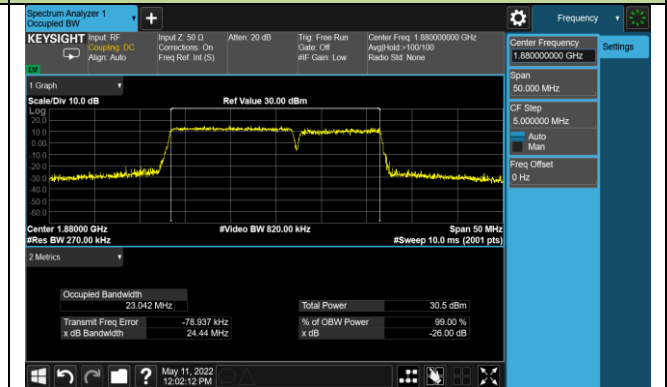 Spectrum Analyzer 1
Occupied BW
+
Frequency
KEYSIGHT
Input: RF
Coupling: DC
Align: Auto
Input Z: 50 Ω
Corrections: On
Freq Ref: Int (S)
Atten: 20 dB
Trig: Free Run
Gate: Off
#IF Gain: Low
Center Freq: 1.880000000 GHz
Avg|Hold:>100/100
Radio Std: None
Center Frequency
1.880000000 GHz
Settings
Span
50.000 MHz
CF Step
5.000000 MHz
Auto
Man
Freq Offset
0 Hz
1 Graph
Scale/Div 10.0 dB
Ref Value 30.00 dBm
Log
20.0
10.0
0.00
-10.0
-20.0
-30.0
-40.0
-50.0
-60.0
Center 1.88000 GHz
#Video BW 820.00 kHz
Span 50 MHz
#Res BW 270.00 kHz
#Sweep 10.0 ms (2001 pts)
2 Metrics
Occupied Bandwidth
23.042 MHz
Total Power
30.5 dBm
Transmit Freq Error
-78.937 kHz
% of OBW Power
99.00 %
x dB Bandwidth
24.44 MHz
x dB
-26.00 dB
?
May 11, 2022
12:02:12 PM